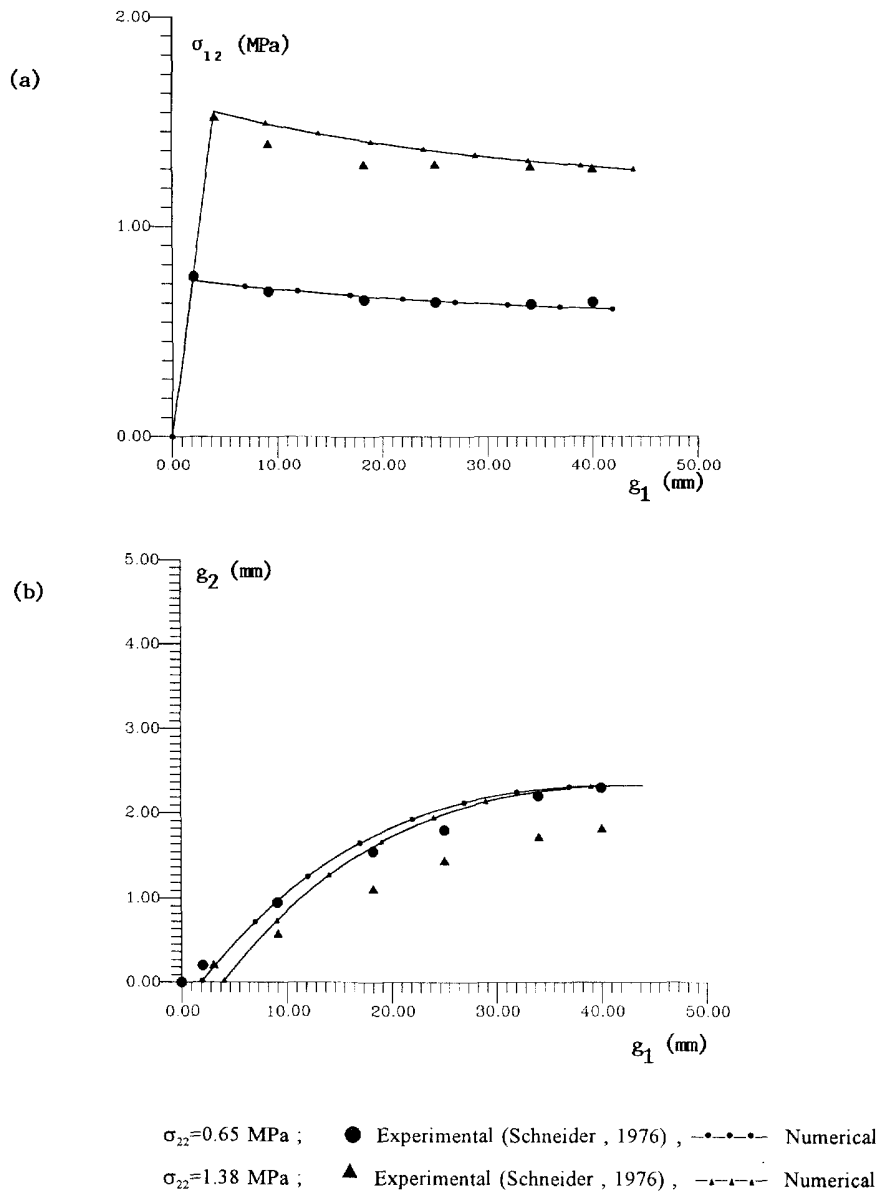 (a)
2.00
σ12 (MPa)
1.00
0.00
0.00 10.00 20.00 30.00 40.00 50.00
g1 (mm)
(b)
5.00
g2 (mm)
4.00
3.00
2.00
1.00
0.00
0.00 10.00 20.00 30.00 40.00 50.00
g1 (mm)
σ22=0.65 MPa ; Experimental (Schneider , 1976) , Numerical
σ22=1.38 MPa ; Experimental (Schneider , 1976) , Numerical